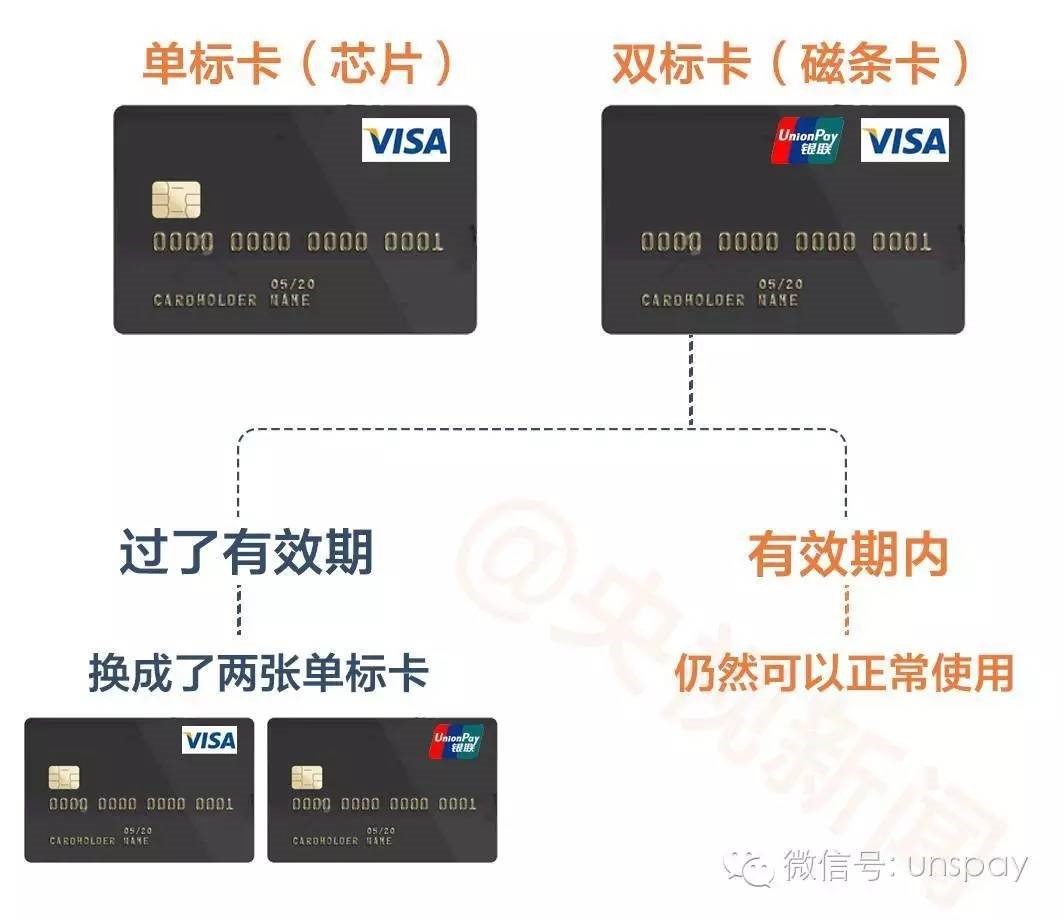 单标卡（芯片）
双标卡（磁条卡）
VISA
0000 0000 0000 0001
05/20
CARDHOLDER NAME
UnionPay
银联
VISA
0000 0000 0000 0001
05/20
CARDHOLDER NAME
过了有效期
有效期内
换成了两张单标卡
仍然可以正常使用
VISA
0000 0000 0000 0001
05/20
CARDHOLDER NAME
UnionPay
银联
0000 0000 0000 0001
05/20
CARDHOLDER NAME
@央视新闻
微信号: unspay